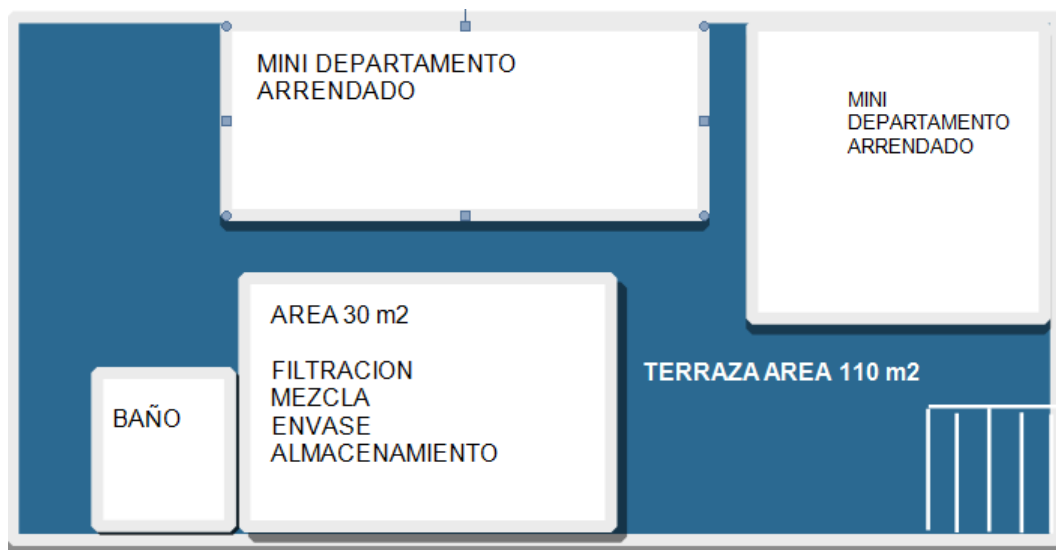 MINI DEPARTAMENTO
ARRENDADO
MINI
DEPARTAMENTO
ARRENDADO
AREA 30 m2
FILTRACION
MEZCLA
ENVASE
ALMACENAMIENTO
TERRAZA AREA 110 m2
BAÑO